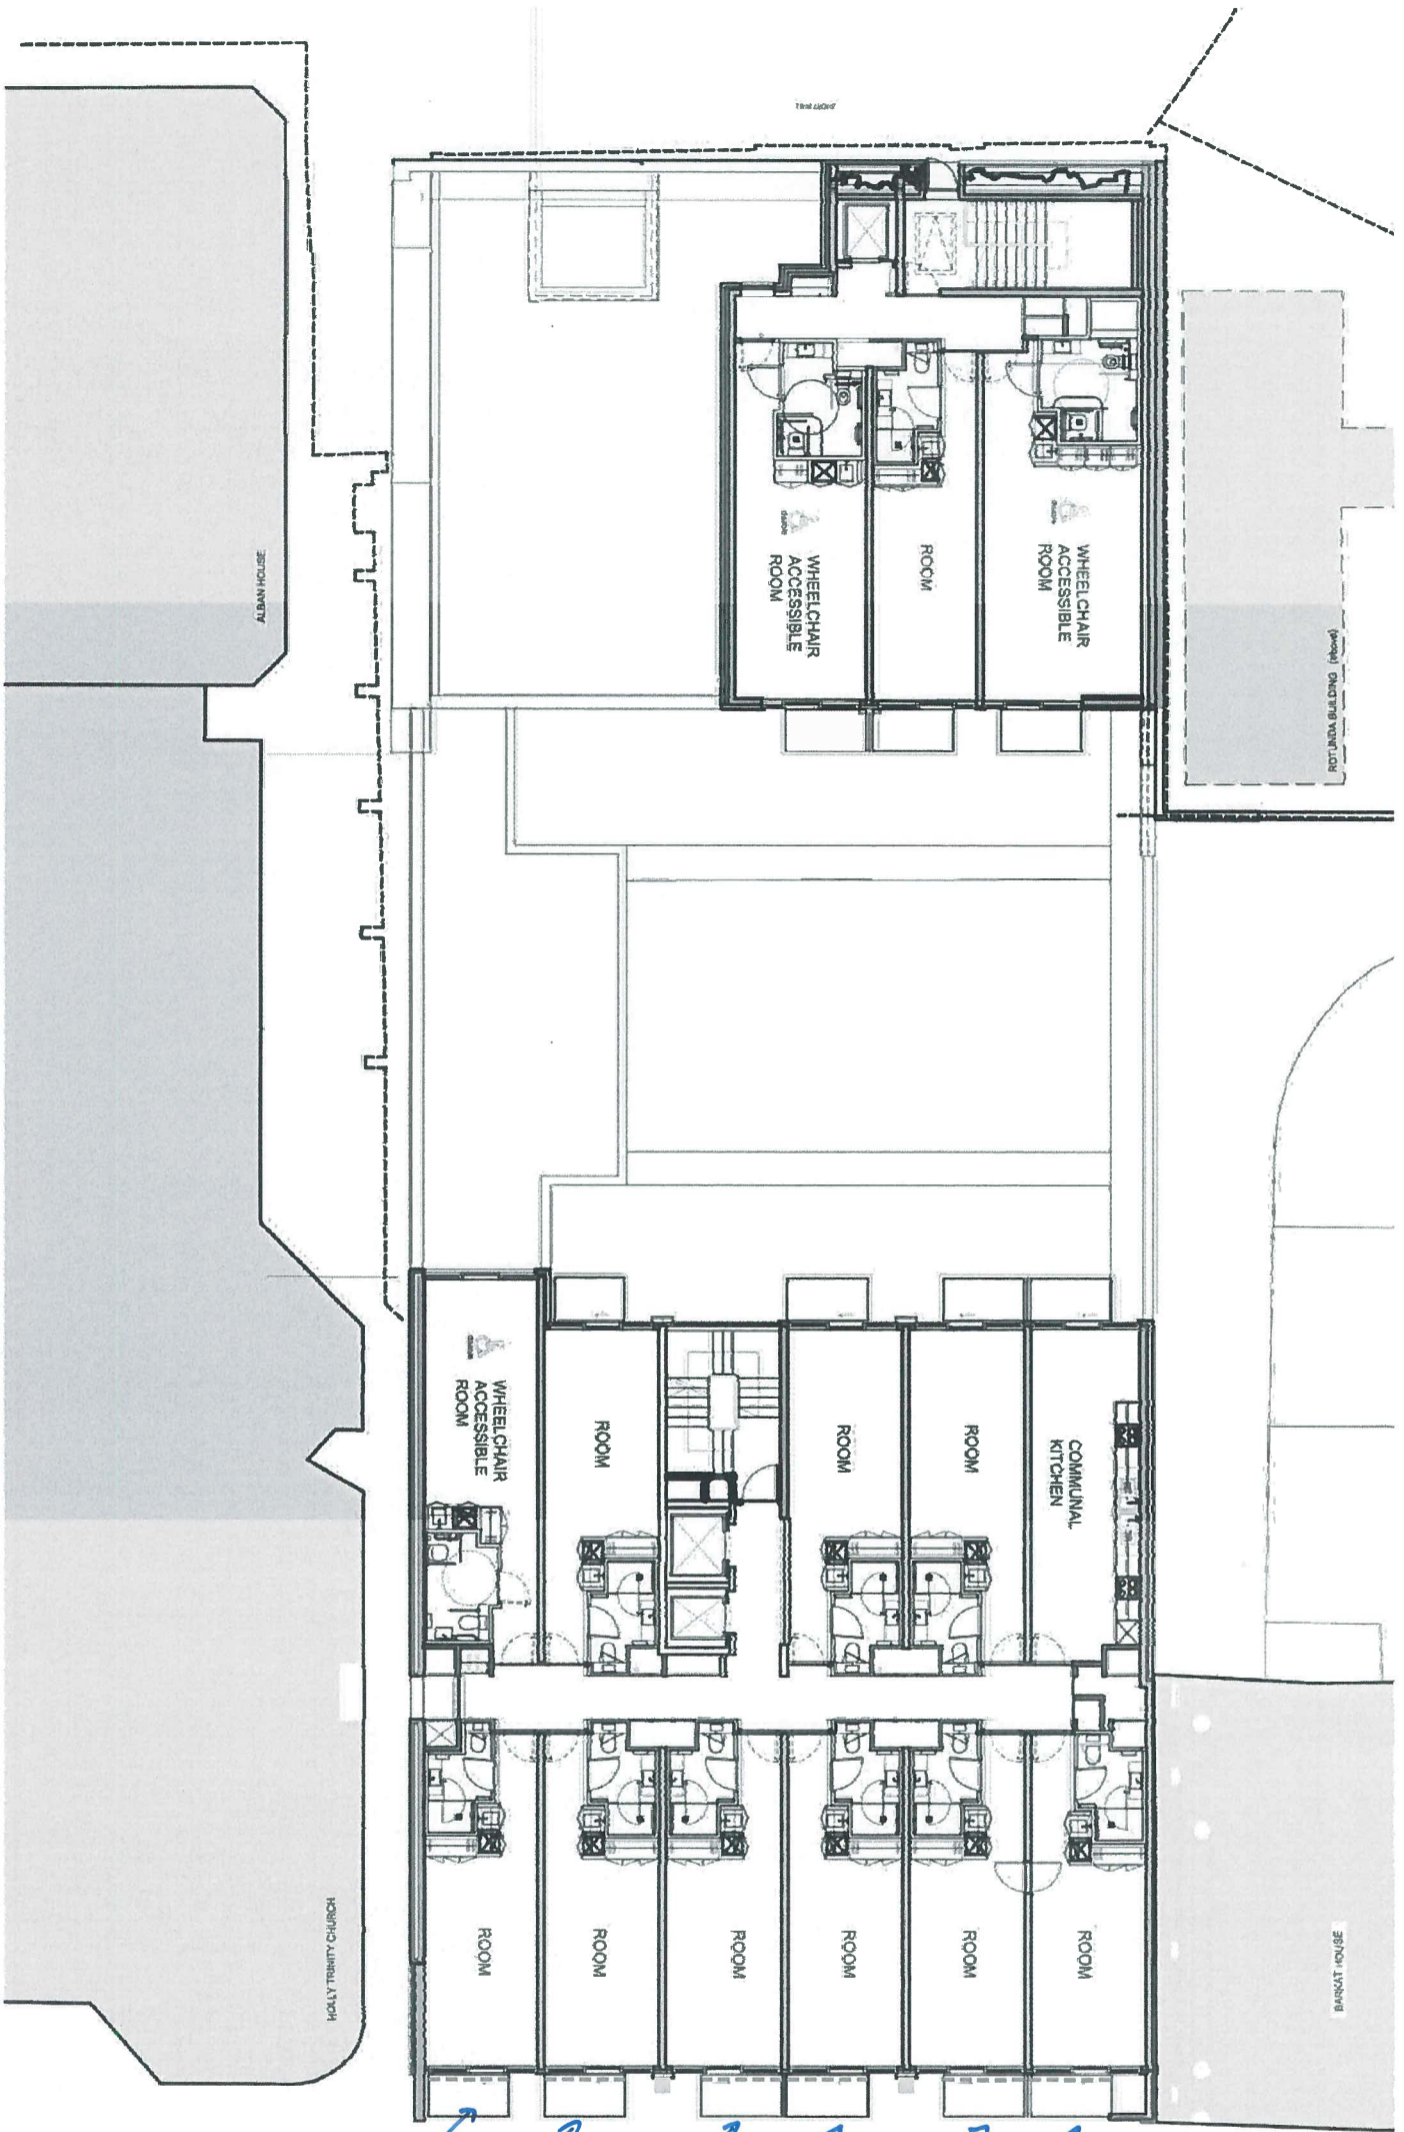 ALBAN HOUSE
WHEELCHAIR
ACCESSIBLE
ROOM
ROOM
WHEELCHAIR
ACCESSIBLE
ROOM
ROTUNDA BUILDING (above)
WHEELCHAIR
ACCESSIBLE
ROOM
ROOM
ROOM
ROOM
COMMUNAL
KITCHEN
HOLLY TRINITY CHURCH
ROOM
ROOM
ROOM
ROOM
ROOM
ROOM
BARKAT HOUSE